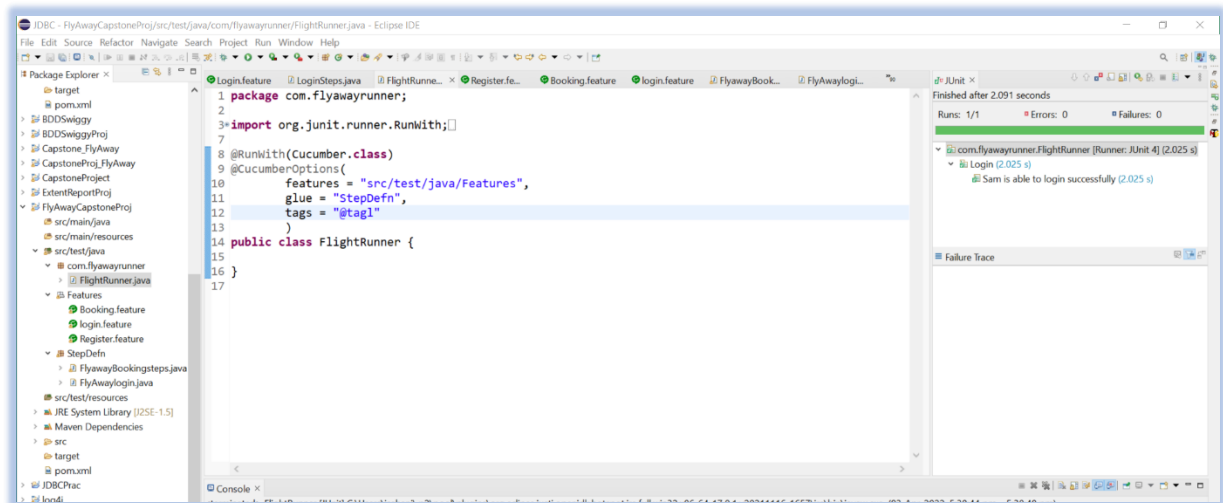 JDBC - FlyAwayCapstoneProj/src/test/java/com/flyawayrunner/FlightRunner.java - Eclipse IDE
File Edit Source Refactor Navigate Search Project Run Window Help
Package Explorer
target
pom.xml
BDDSwiggy
BDDSwiggyProj
Capstone_FlyAway
CapstoneProj_FlyAway
CapstoneProject
ExtentReportProj
FlyAwayCapstoneProj
src/main/java
src/main/resources
src/test/java
com.flyawayrunner
FlightRunner.java
Features
Booking.feature
login.feature
Register.feature
StepDefn
FlyawayBookingsteps.java
FlyAwaylogin.java
src/test/resources
JRE System Library [J2SE-1.5]
Maven Dependencies
src
target
pom.xml
JDBCPrac
log4j
Login.feature LoginSteps.java FlightRunne... Register.fe... Booking.feature login.feature FlyawayBook... FlyAwaylogi...
1 package com.flyawayrunner;
2
3 import org.junit.runner.RunWith;
7
8 @RunWith(Cucumber.class)
9 @CucumberOptions(
10 features = "src/test/java/Features",
11 glue = "StepDefn",
12 tags = "@tag1"
13 )
14 public class FlightRunner {
15
16 }
17
Console
JUnit
Finished after 2.091 seconds
Runs: 1/1 Errors: 0 Failures: 0
com.flyawayrunner.FlightRunner [Runner: JUnit 4] (2.025 s)
Login (2.025 s)
Sam is able to login successfully (2.025 s)
Failure Trace